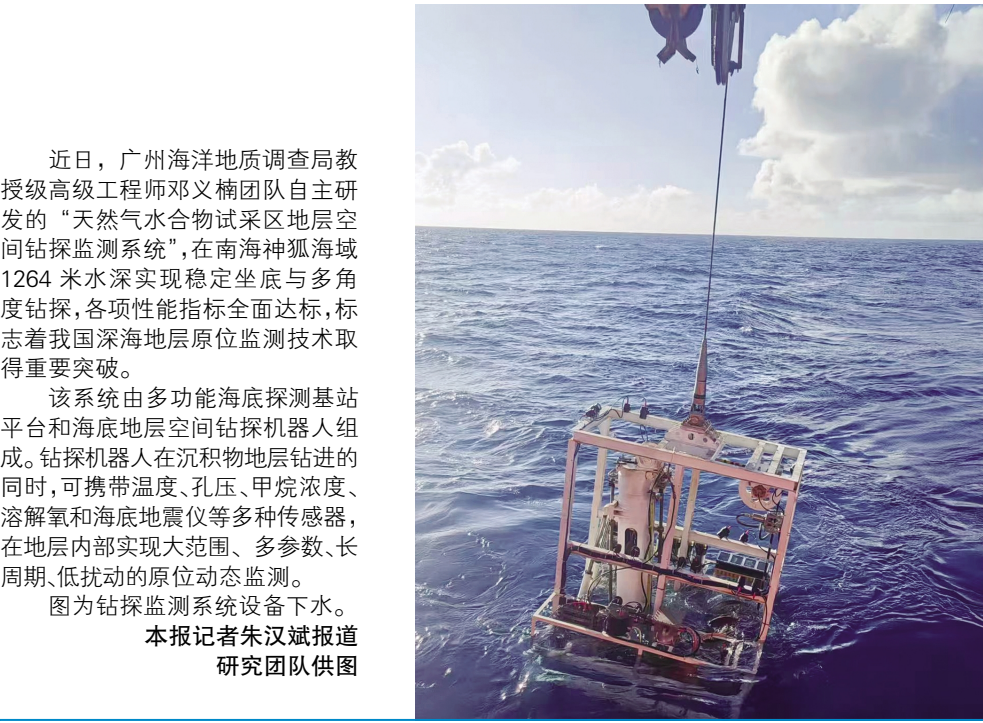 近日，广州海洋地质调查局教
授级高级工程师邓义楠团队自主研
发的“天然气水合物试采区地层空
间钻探监测系统”，在南海神狐海域
1264 米水深实现稳定坐底与多角
度钻探，各项性能指标全面达标，标
志着我国深海地层原位监测技术取
得重要突破。
该系统由多功能海底探测基站
平台和海底地层空间钻探机器人组
成。钻探机器人在沉积物地层钻进的
同时，可携带温度、孔压、甲烷浓度、
溶解氧和海底地震仪等多种传感器，
在地层内部实现大范围、多参数、长
周期、低扰动的原位动态监测。
图为钻探监测系统设备下水。
本报记者朱汉斌报道
研究团队供图